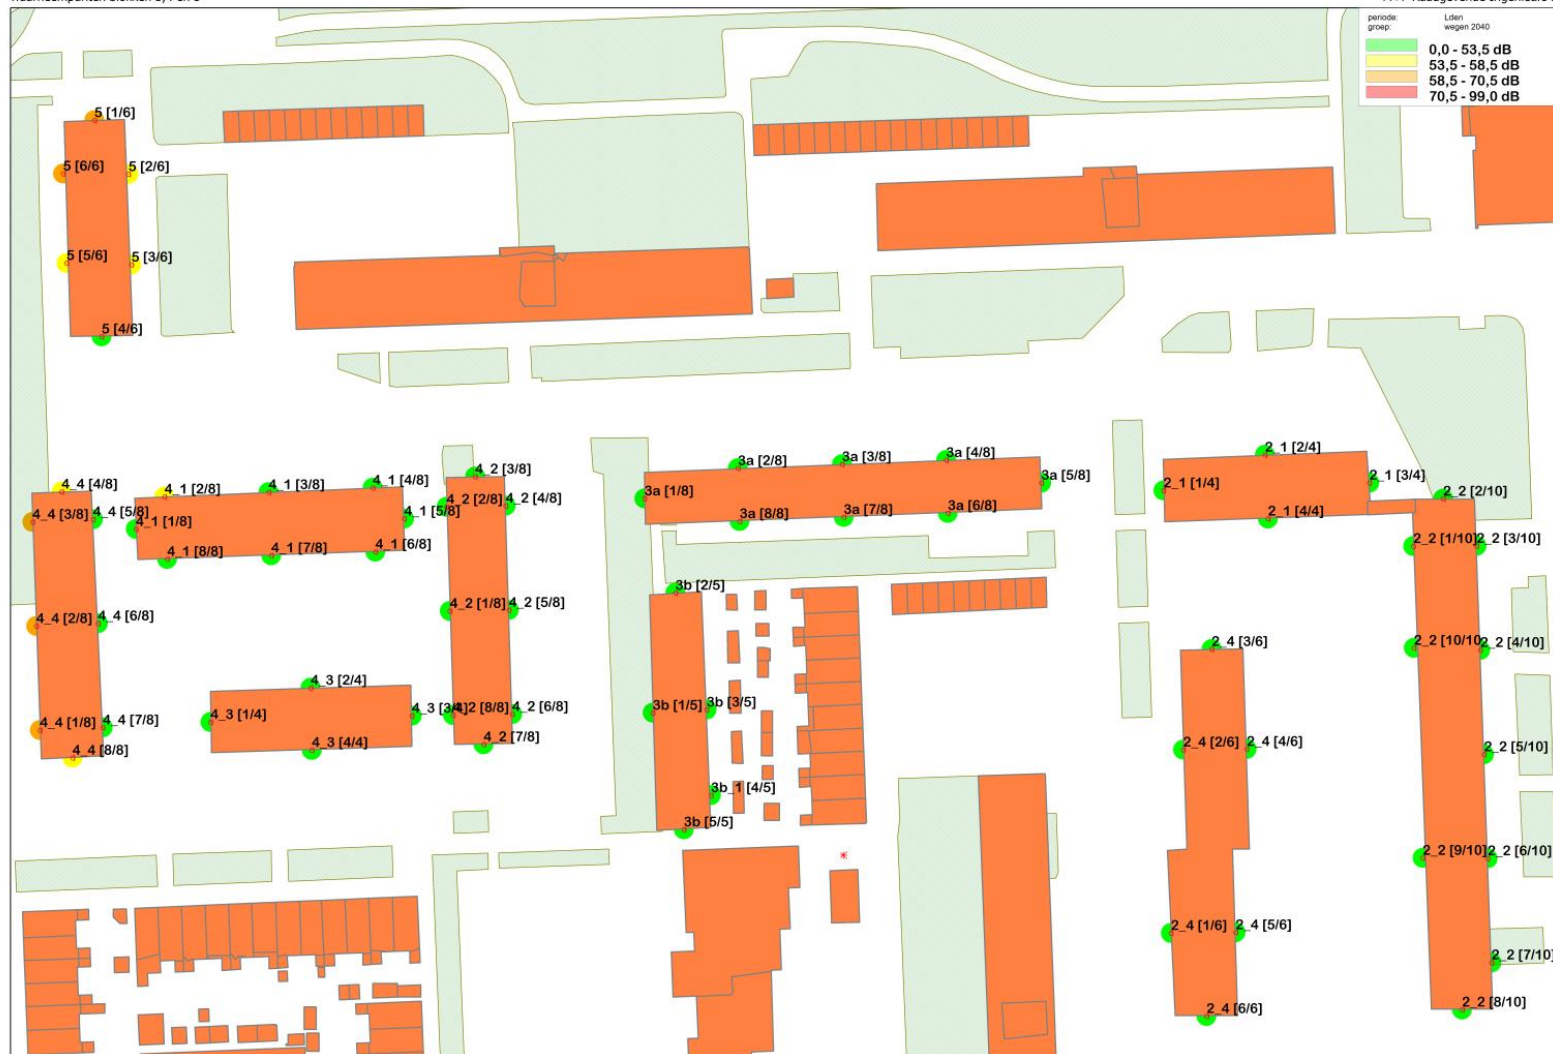 periode: Lden
groep: wegen 2040
0,0 - 53,5 dB
53,5 - 58,5 dB
58,5 - 70,5 dB
70,5 - 99,0 dB
5 [1/6]
5 [6/6] 5 [2/6]
5 [5/6] 5 [3/6]
5 [4/6]
2_1 [2/4]
3a [2/8] 3a [3/8] 3a [4/8]
4_2 [3/8]
3a [5/8] 2_1 [3/4]
4_4 [4/8] 4_1 [2/8] 4_1 [3/8] 4_1 [4/8]
3a [1/8] 2_1 [1/4] 2_2 [2/10]
4_2 [2/8] 4_2 [4/8]
4_4 [3/8] 4_4 [5/8] 4_1 [1/8] 4_1 [5/8]
3a [8/8] 3a [7/8] 3a [6/8] 2_1 [4/4]
4_1 [8/8] 4_1 [7/8] 4_1 [6/8]
2_2 [1/10] 2_2 [3/10]
3b [2/5]
4_4 [2/8] 4_4 [6/8] 4_2 [1/8] 4_2 [5/8]
2_4 [3/6] 2_2 [10/10] 2_2 [4/10]
4_3 [2/4]
4_3 [1/4] 4_2 [8/8] 4_2 [6/8] 3b [1/5] 3b [3/5]
4_4 [1/8] 4_4 [7/8]
4_3 [4/4] 4_2 [7/8] 2_4 [2/6] 2_4 [4/6] 2_2 [5/10]
4_4 [8/8]
3b_1 [4/5]
3b [5/5]
2_2 [9/10] 2_2 [6/10]
2_4 [1/6] 2_4 [5/6]
2_2 [7/10]
2_4 [6/6] 2_2 [8/10]